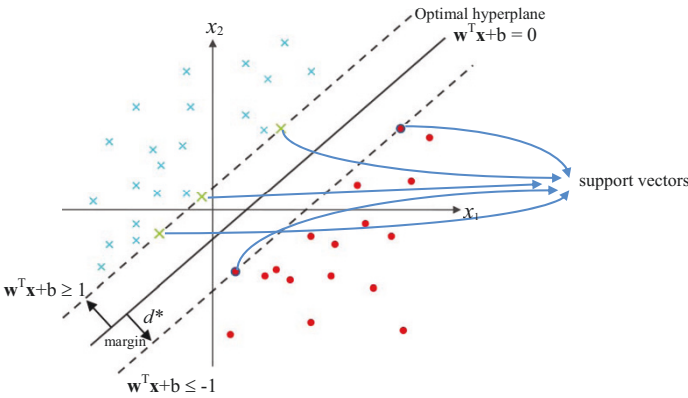 Optimal hyperplane
x₂
wᵀx+b = 0
support vectors
x₁
wᵀx+b ≥ 1
d*
margin
wᵀx+b ≤ -1